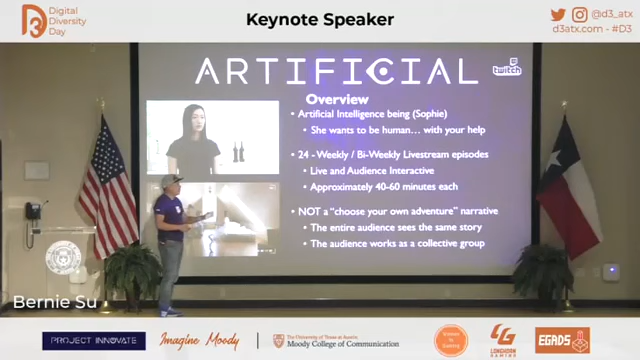 Digital
Diversity
Day
D3
Keynote Speaker
@d3_atx
d3atx.com - #D3
ARTIFICIAL
twitch
Overview
• Artificial Intelligence being (Sophie)
• She wants to be human... with your help
• 24 - Weekly / Bi-Weekly Livestream episodes
• Live and Audience Interactive
• Approximately 40-60 minutes each
• NOT a "choose your own adventure" narrative
• The entire audience sees the same story
• The audience works as a collective group
Bernie Su
PROJECT INNOVATE
Imagine Moody
The University of Texas at Austin
Moody College of Communication
LG
LONGHORN
GAMING
EGADS